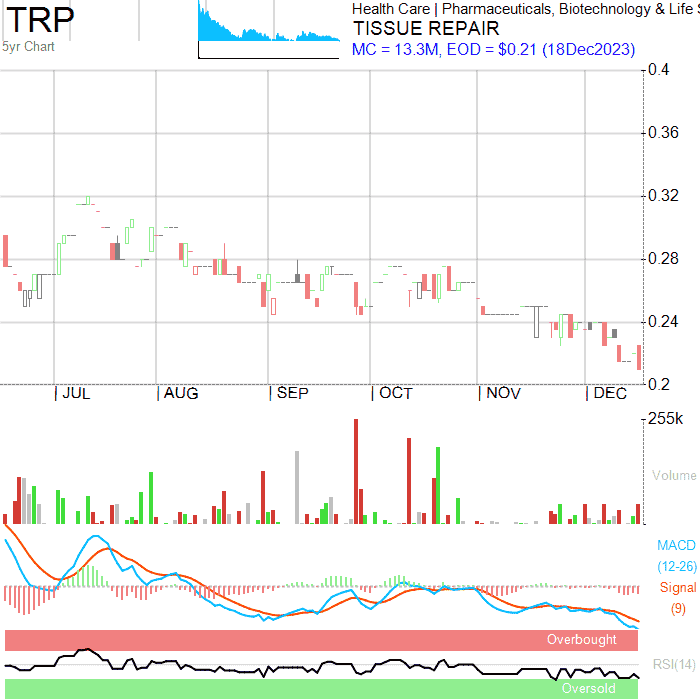 TRP
5yr Chart
Health Care | Pharmaceuticals, Biotechnology & Life S
TISSUE REPAIR
MC = 13.3M, EOD = $0.21 (18Dec2023)
0.4
0.36
0.32
0.28
0.24
0.2
JUL AUG SEP OCT NOV DEC
255k
Volume
MACD
(12-26)
Signal
(9)
Overbought
RSI(14)
Oversold